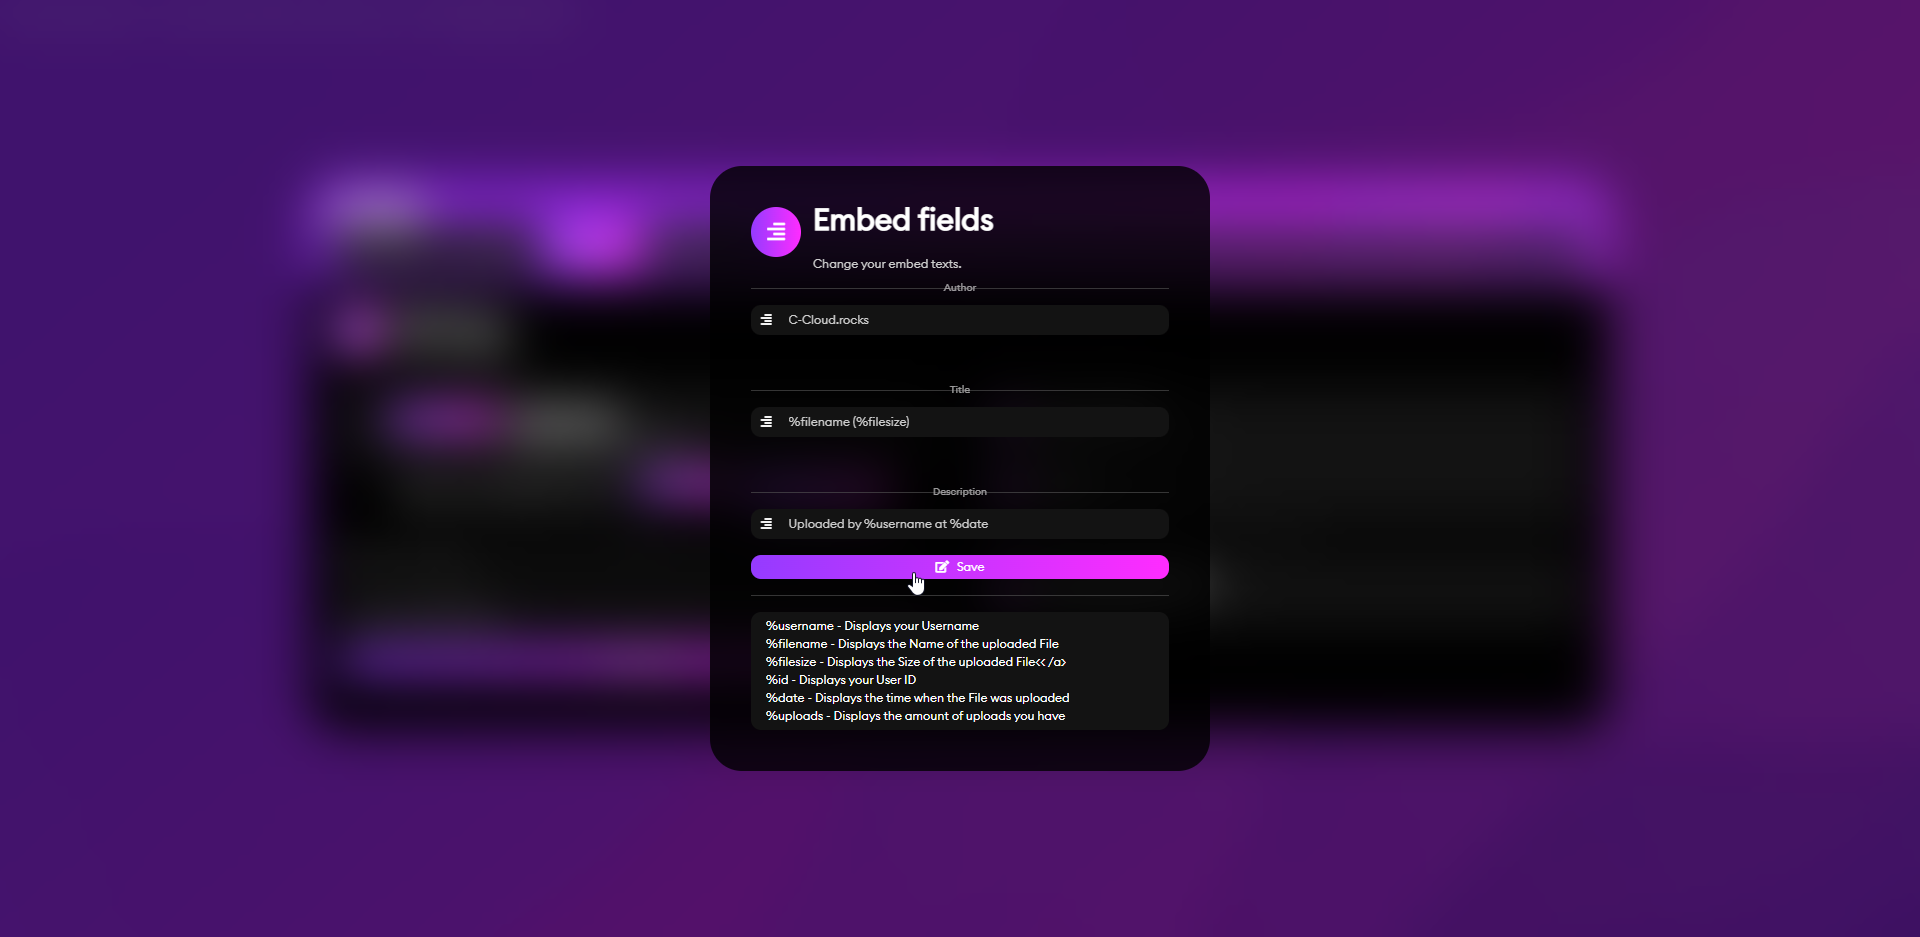 Embed fields
Change your embed texts.
Author
C-Cloud.rocks
Title
%filename (%filesize)
Description
Uploaded by %username at %date
Save
%username - Displays your Username
%filename - Displays the Name of the uploaded File
%filesize - Displays the Size of the uploaded File<< /a>
%id - Displays your User ID
%date - Displays the time when the File was uploaded
%uploads - Displays the amount of uploads you have